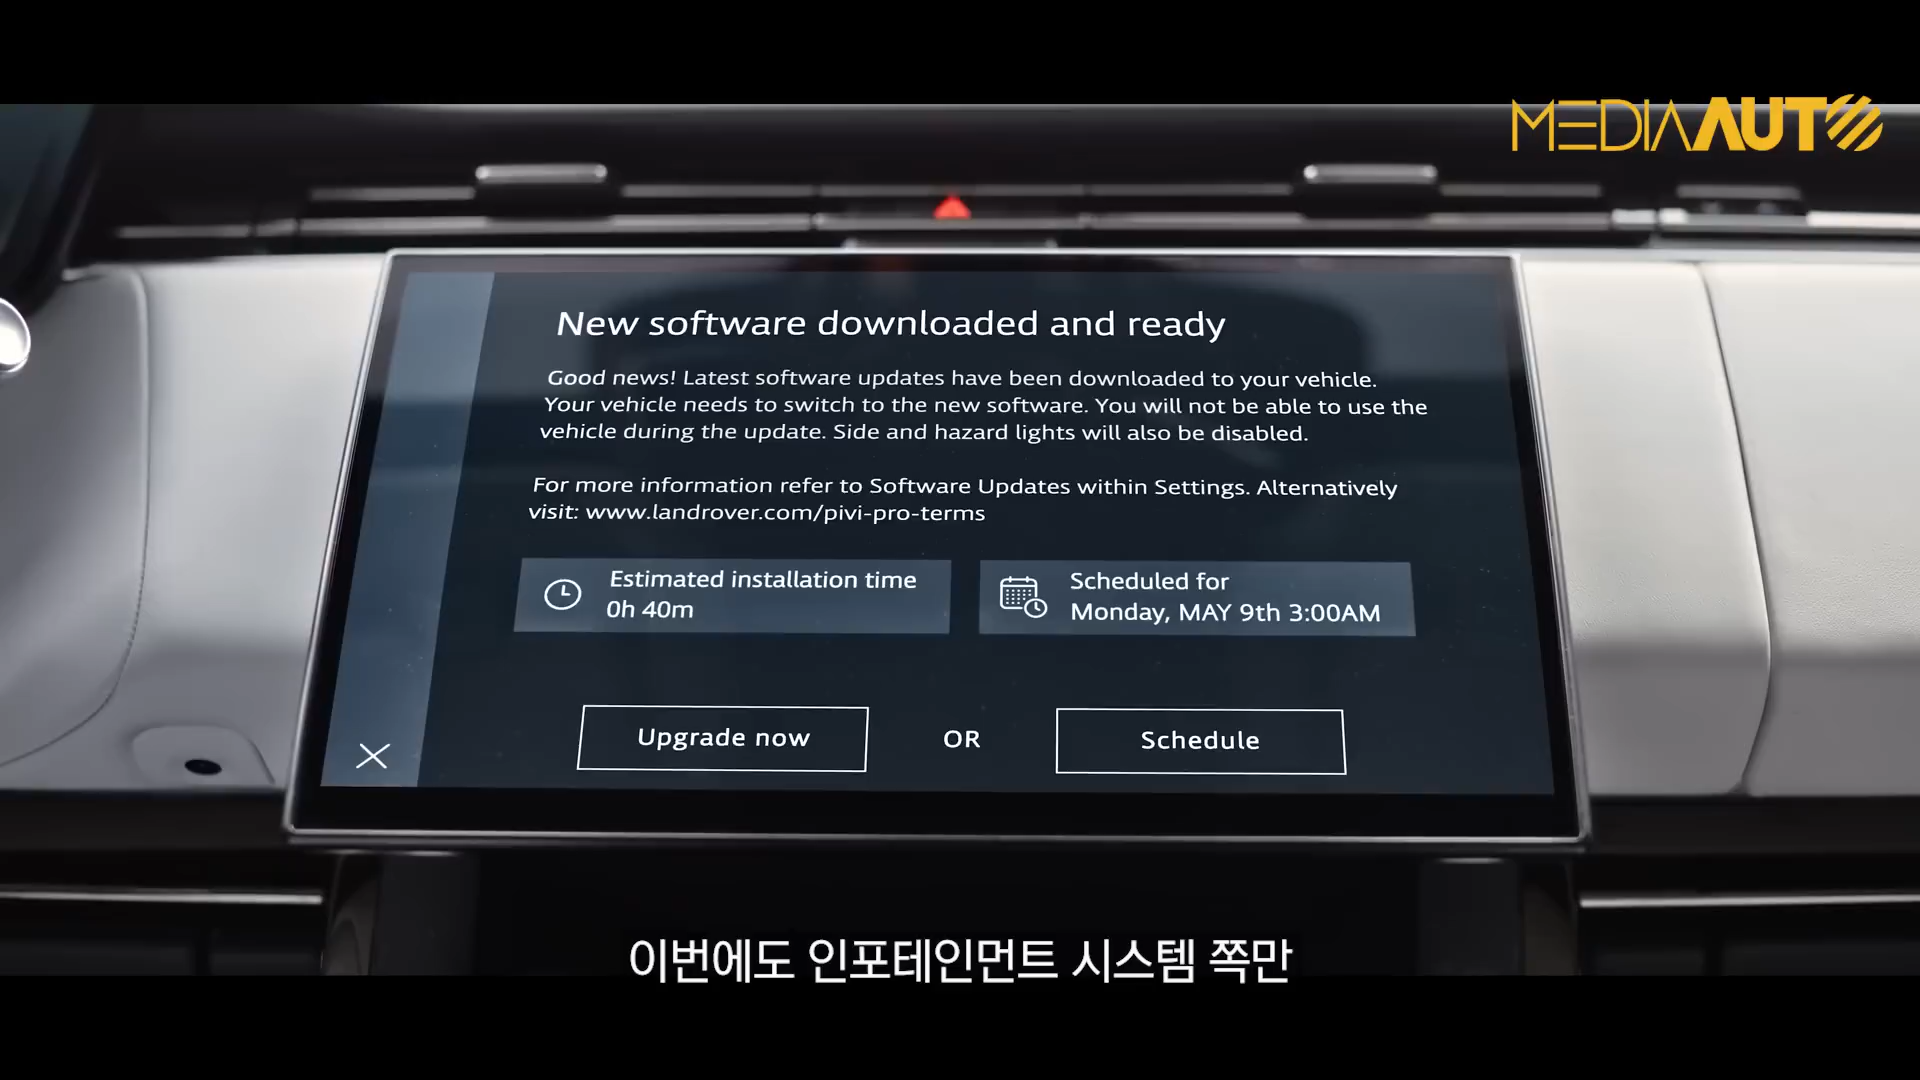 MEDIAAUTO
New software downloaded and ready
Good news! Latest software updates have been downloaded to your vehicle.
Your vehicle needs to switch to the new software. You will not be able to use the
vehicle during the update. Side and hazard lights will also be disabled.
For more information refer to Software Updates within Settings. Alternatively
visit: www.landrover.com/pivi-pro-terms
Estimated installation time
0h 40m
Scheduled for
Monday, MAY 9th 3:00AM
Upgrade now
OR
Schedule
이번에도 인포테인먼트 시스템 쪽만